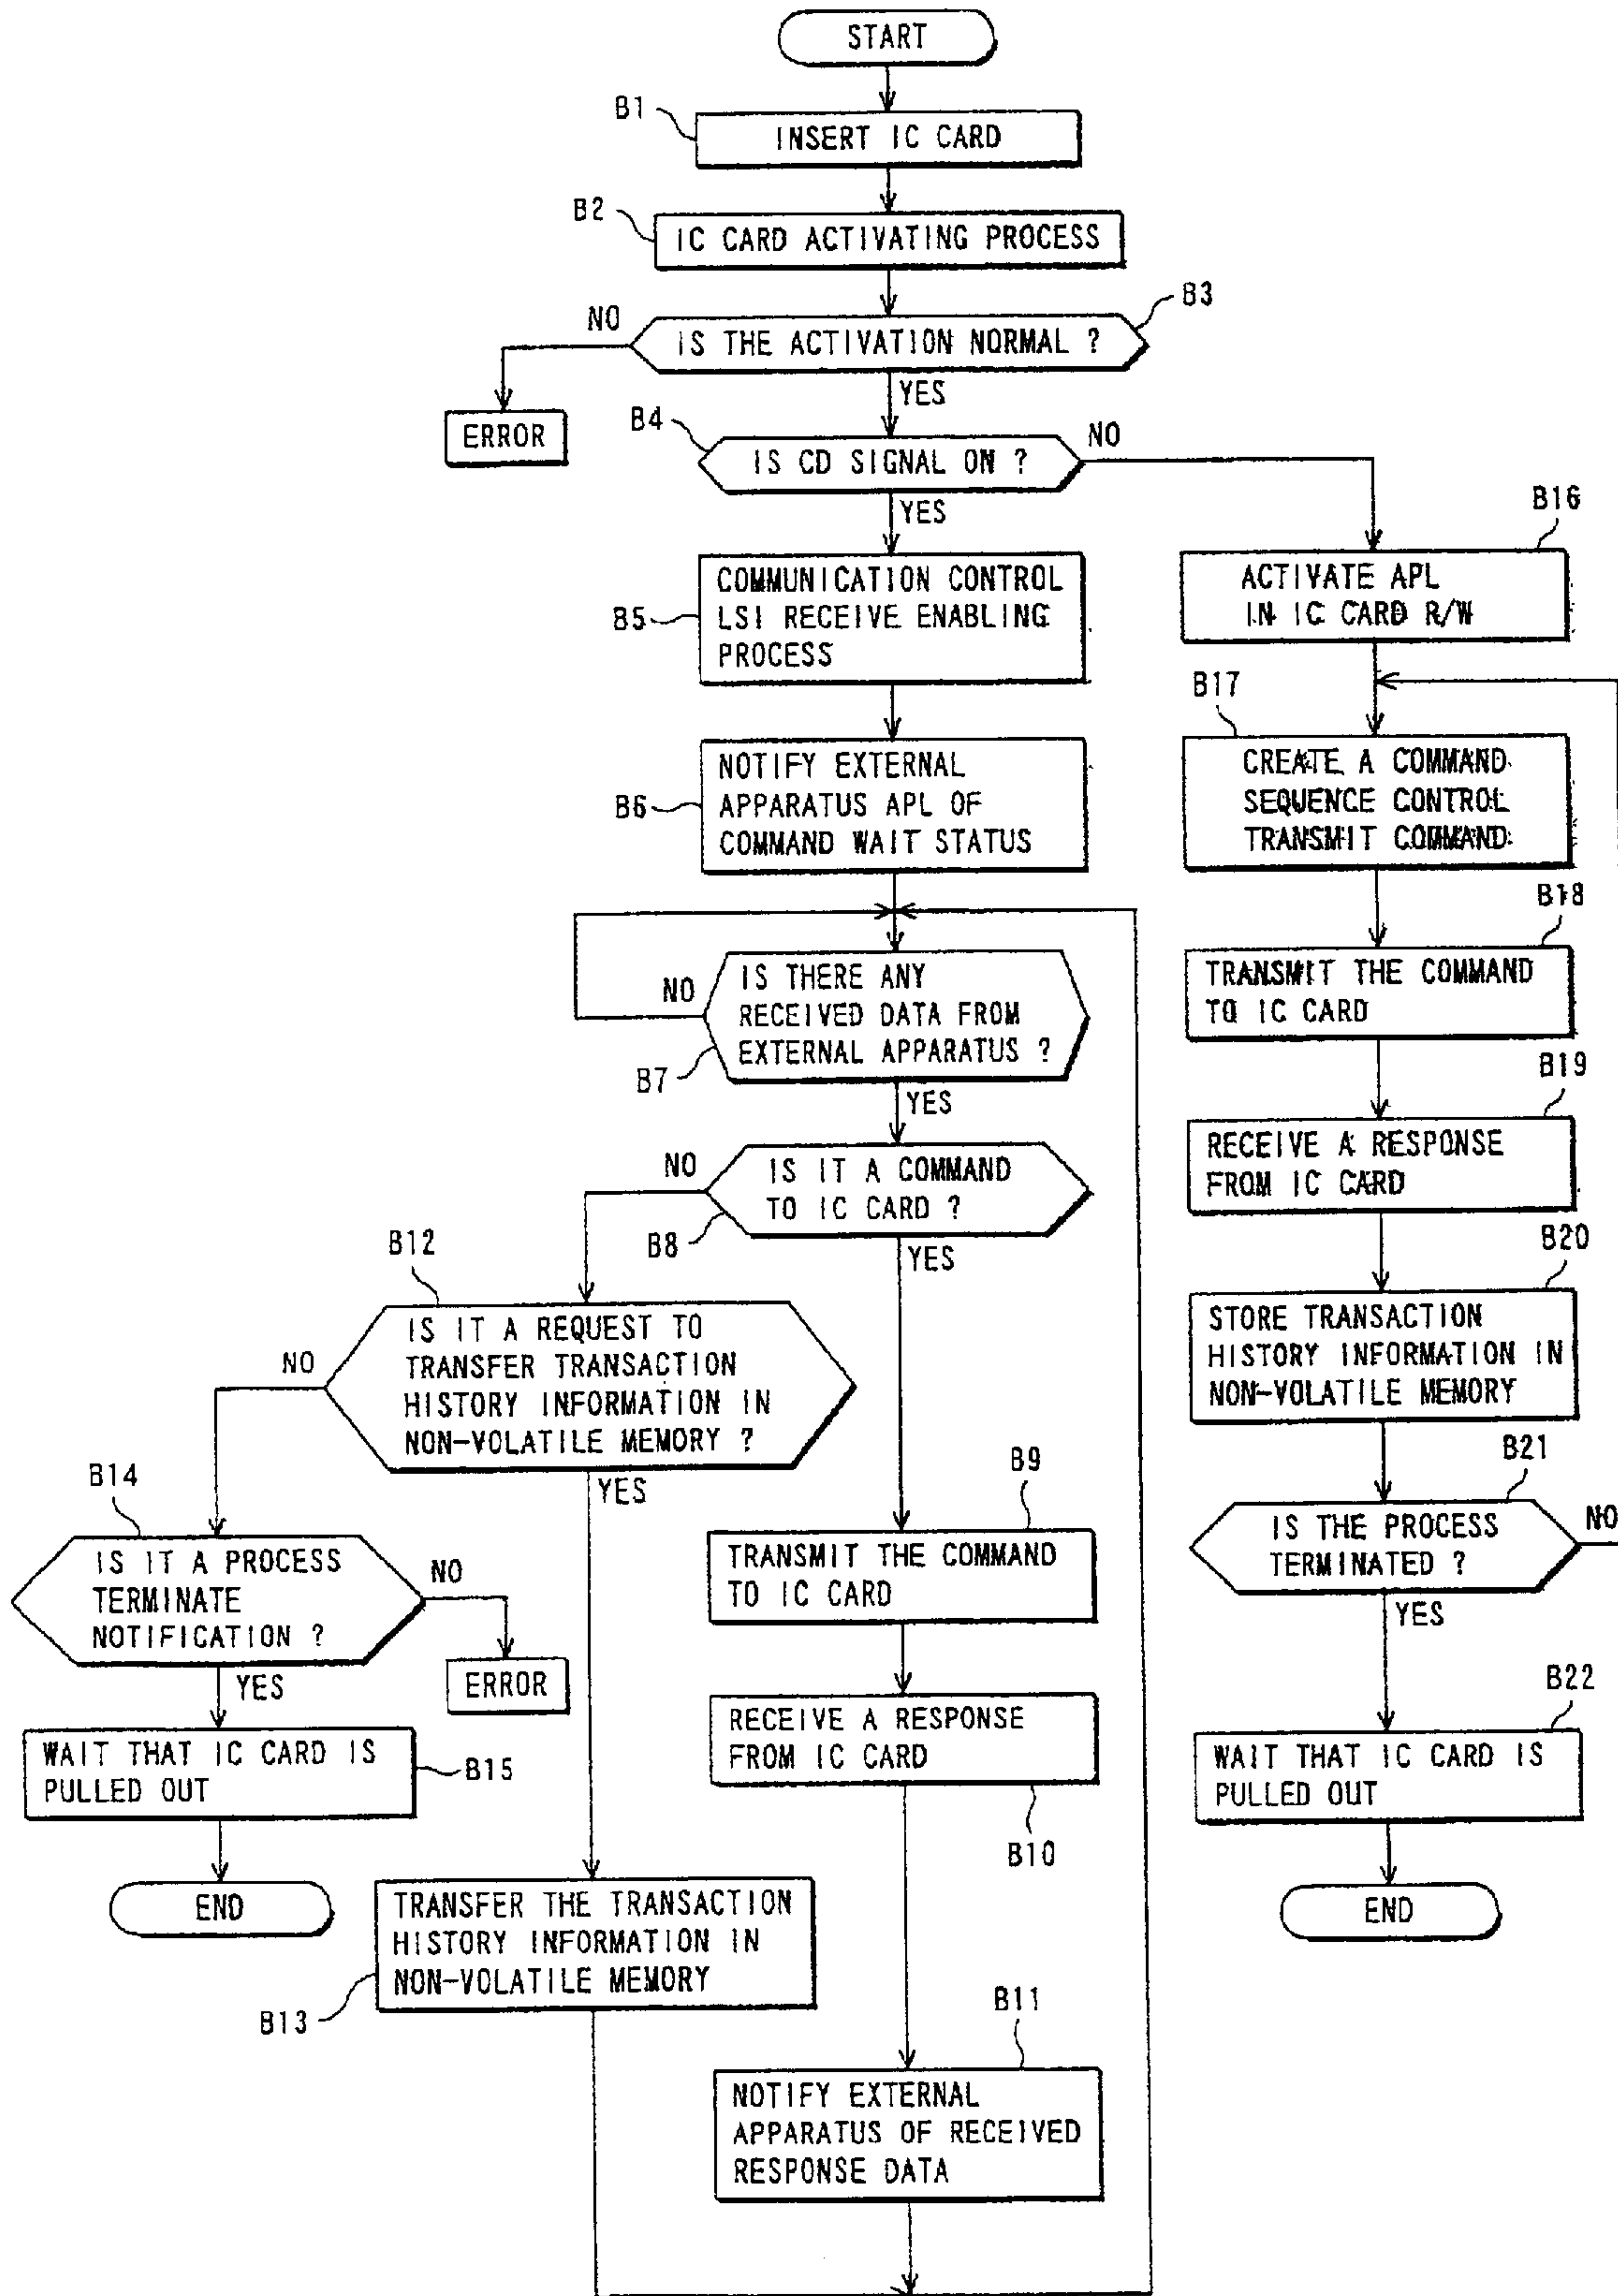 START
B1
INSERT IC CARD
B2
IC CARD ACTIVATING PROCESS
B3
IS THE ACTIVATION NORMAL ?
NO
YES
ERROR
B4
IS CD SIGNAL ON ?
NO
YES
B5
COMMUNICATION CONTROL
LSI RECEIVE ENABLING
PROCESS
B6
NOTIFY EXTERNAL
APPARATUS APL OF
COMMAND WAIT STATUS
NO
IS THERE ANY
RECEIVED DATA FROM
EXTERNAL APPARATUS ?
B7
YES
NO
IS IT A COMMAND
TO IC CARD ?
B8
YES
B12
IS IT A REQUEST TO
TRANSFER TRANSACTION
HISTORY INFORMATION IN
NON-VOLATILE MEMORY ?
NO
YES
B14
IS IT A PROCESS
TERMINATE
NOTIFICATION ?
NO
YES
ERROR
WAIT THAT IC CARD IS
PULLED OUT
B15
END
TRANSFER THE TRANSACTION
HISTORY INFORMATION IN
NON-VOLATILE MEMORY
B13
B9
TRANSMIT THE COMMAND
TO IC CARD
RECEIVE A RESPONSE
FROM IC CARD
B10
B11
NOTIFY EXTERNAL
APPARATUS OF RECEIVED
RESPONSE DATA
B16
ACTIVATE APL
IN IC CARD R/W
B17
CREATE A COMMAND
SEQUENCE CONTROL
TRANSMIT COMMAND
B18
TRANSMIT THE COMMAND
TO IC CARD
B19
RECEIVE A RESPONSE
FROM IC CARD
B20
STORE TRANSACTION
HISTORY INFORMATION IN
NON-VOLATILE MEMORY
B21
IS THE PROCESS
TERMINATED ?
NO
YES
B22
WAIT THAT IC CARD IS
PULLED OUT
END